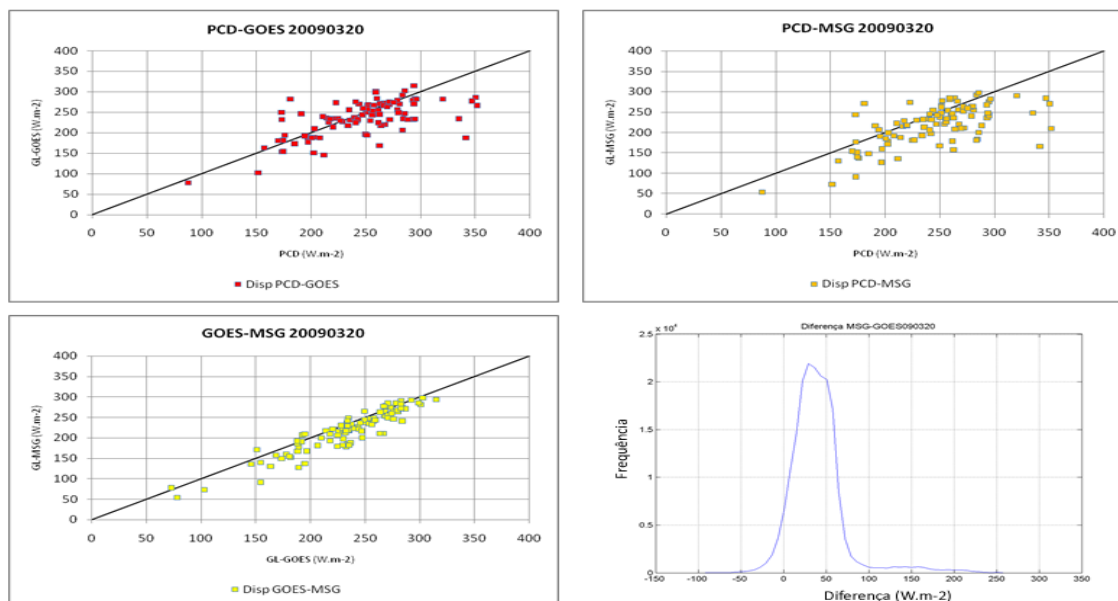 PCD-GOES 20090320
400
350
300
250
200
150
100
50
0
GL-GOES (W.m-2)
0 50 100 150 200 250 300 350 400
PCD (W.m-2)
Disp PCD-GOES
PCD-MSG 20090320
400
350
300
250
200
150
100
50
0
GL-MSG (W.m-2)
0 50 100 150 200 250 300 350 400
PCD (W.m-2)
Disp PCD-MSG
GOES-MSG 20090320
400
350
300
250
200
150
100
50
0
GL-MSG (W.m-2)
0 50 100 150 200 250 300 350 400
GL-GOES (W.m-2)
Disp GOES-MSG
Diferença MSG-GOES090320
2.5
2
1.5
1
0.5
0
Frequência
-150 -100 -50 0 50 100 150 200 250 300 350
Diferença (W.m-2)